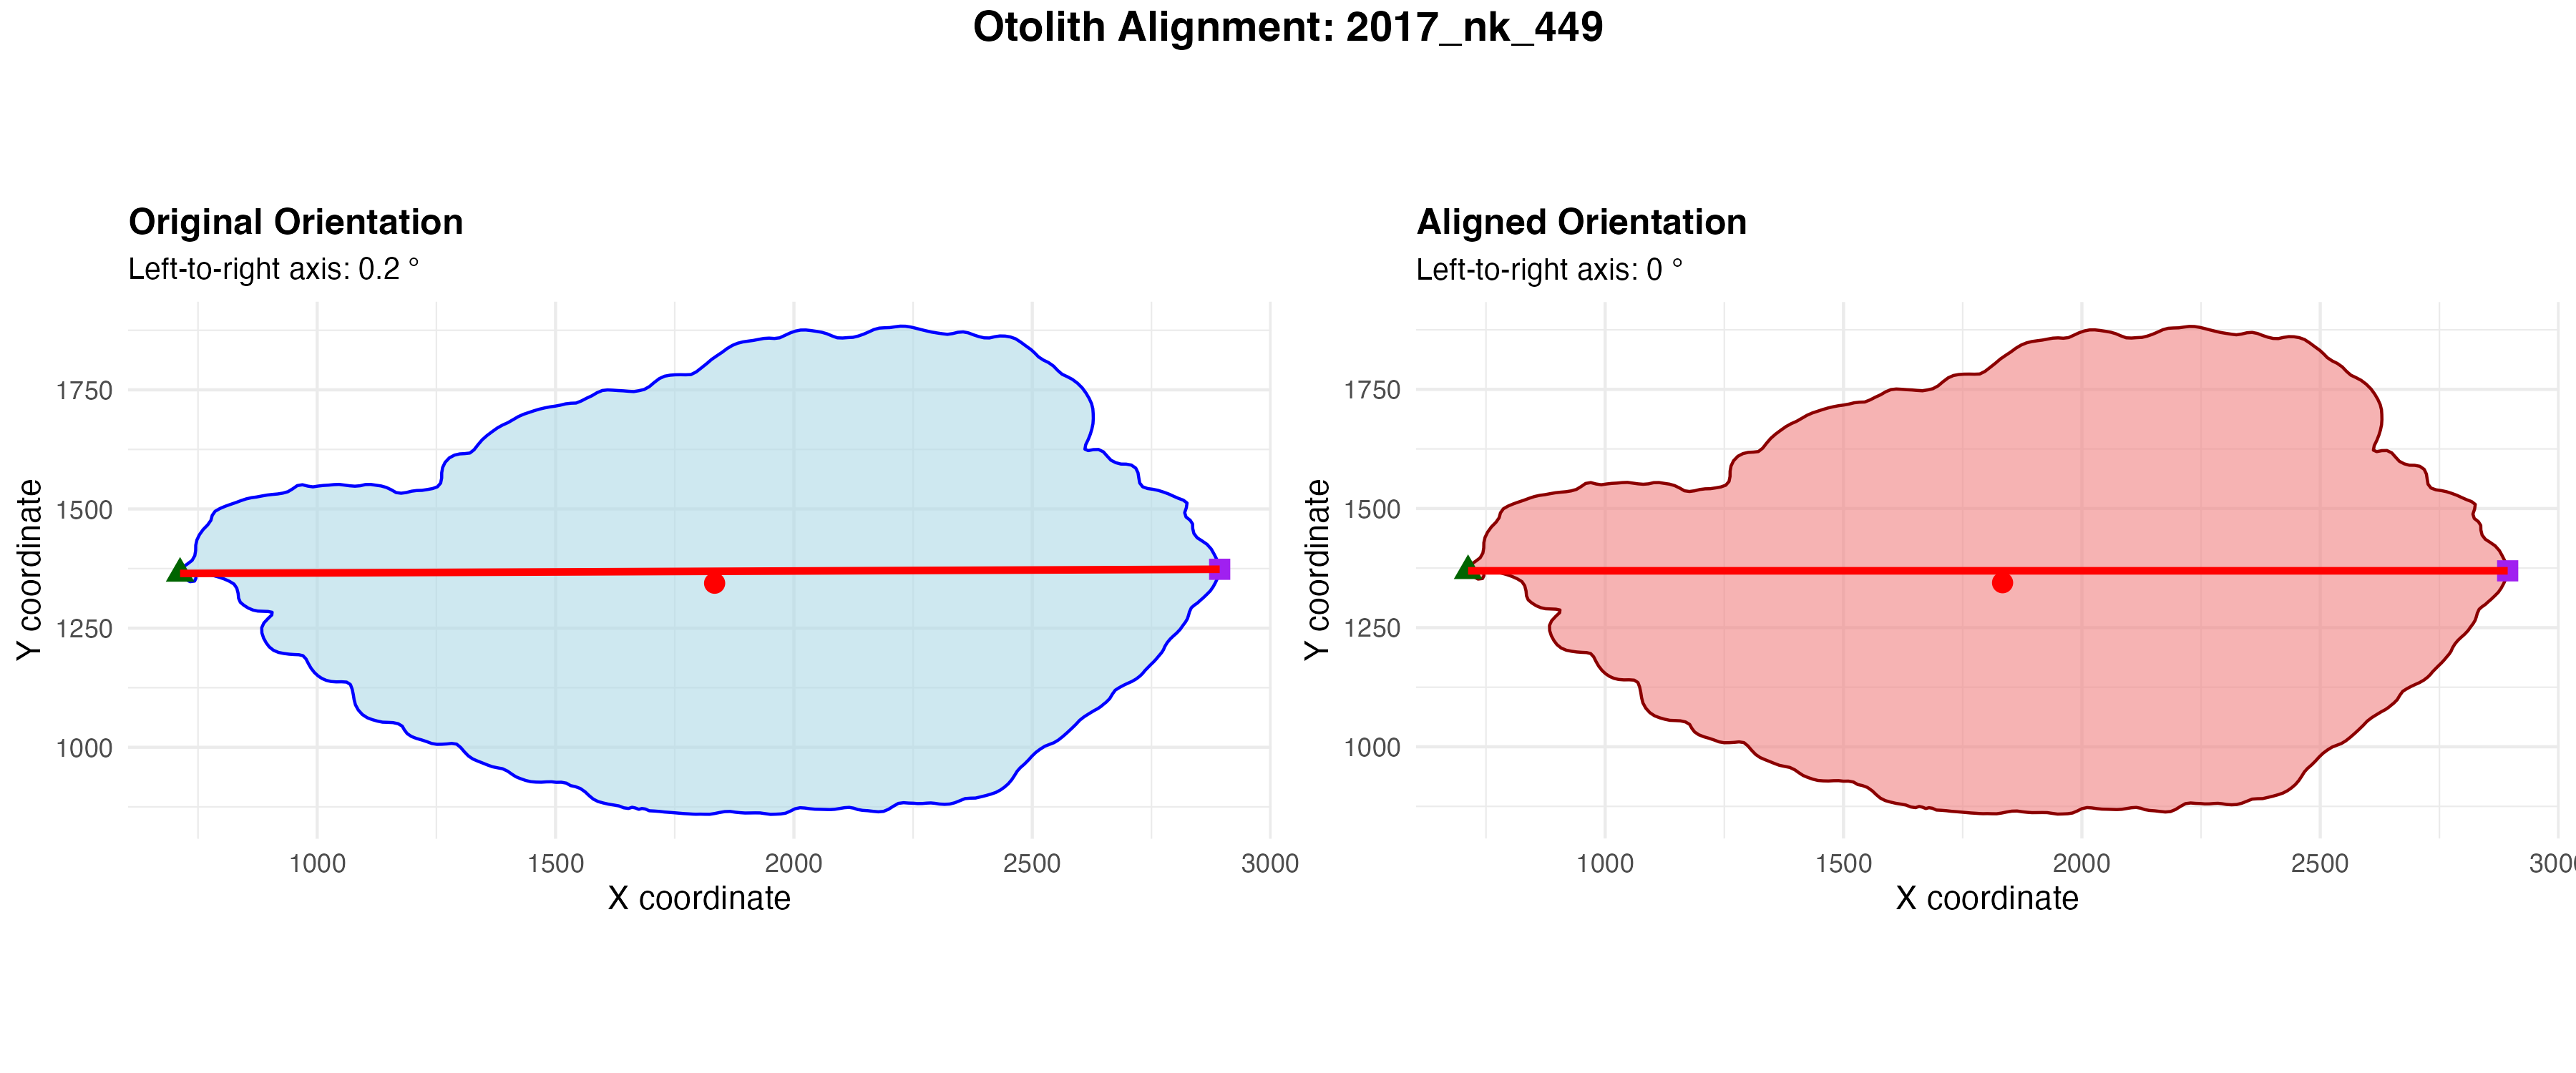 Otolith Alignment: 2017_nk_449
Original Orientation
Left-to-right axis: 0.2 °
Y coordinate
1750
1500
1250
1000
1000 1500 2000 2500 3000
X coordinate
Aligned Orientation
Left-to-right axis: 0 °
Y coordinate
1750
1500
1250
1000
1000 1500 2000 2500 300
X coordinate